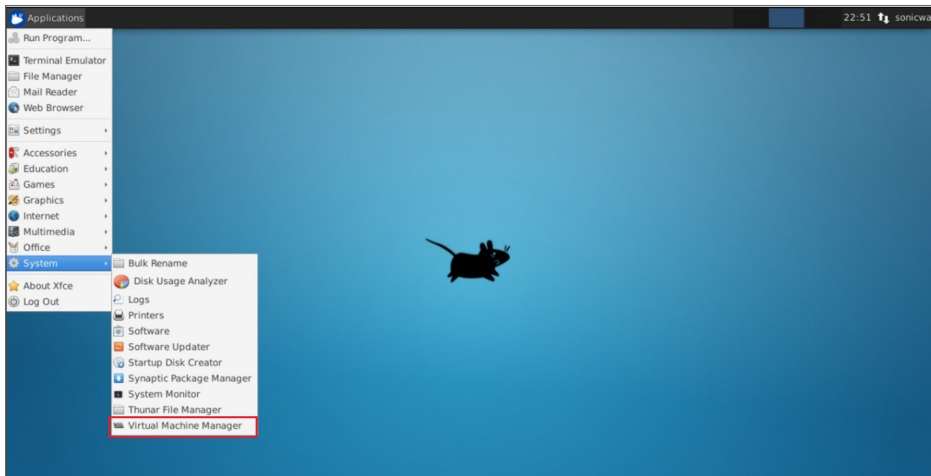 Applications
22:51 sonicwa
Run Program...
Terminal Emulator
File Manager
Mail Reader
Web Browser
Settings
Accessories
Education
Games
Graphics
Internet
Multimedia
Office
System
About Xfce
Log Out
Bulk Rename
Disk Usage Analyzer
Logs
Printers
Software
Software Updater
Startup Disk Creator
Synaptic Package Manager
System Monitor
Thunar File Manager
Virtual Machine Manager